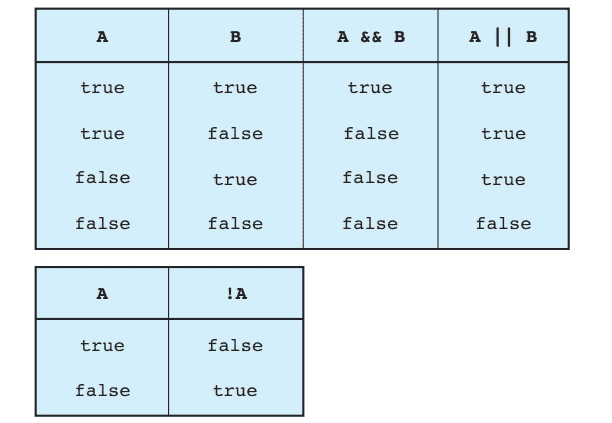 A B A && B A || B
true true true true
true false false true
false true false true
false false false false
A !A
true false
false true